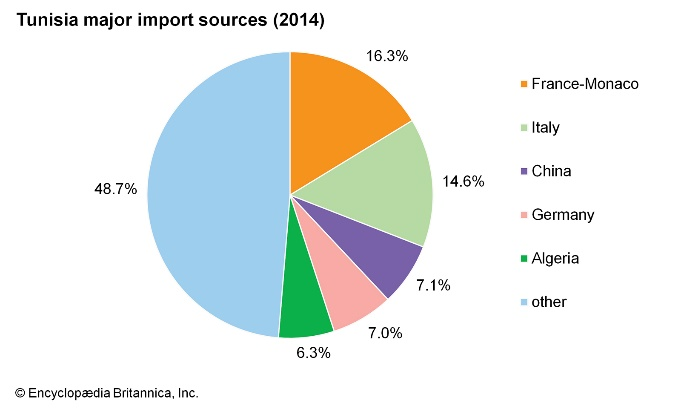 Tunisia major import sources (2014)
16.3%
France-Monaco
Italy
14.6%
48.7%
China
Germany
Algeria
7.1%
other
7.0%
6.3%
© Encyclopædia Britannica, Inc.